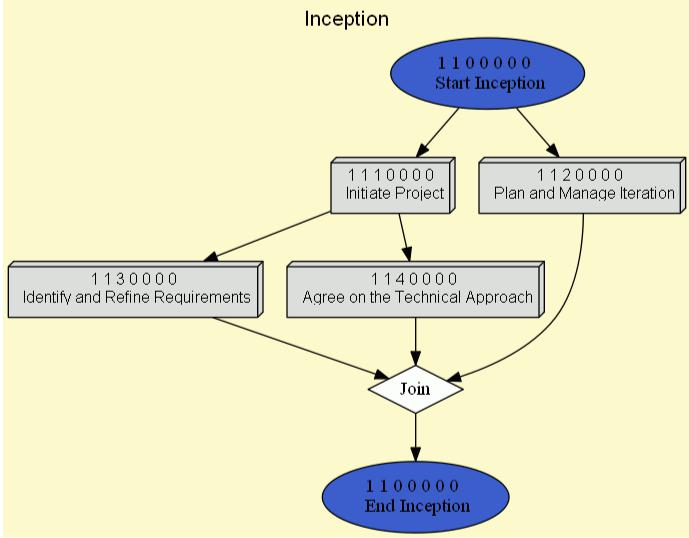 Inception
1 1 0 0 0 0 0
Start Inception
1 1 1 0 0 0 0
Initiate Project
1 1 2 0 0 0 0
Plan and Manage Iteration
1 1 3 0 0 0 0
Identify and Refine Requirements
1 1 4 0 0 0 0
Agree on the Technical Approach
Join
1 1 0 0 0 0 0
End Inception